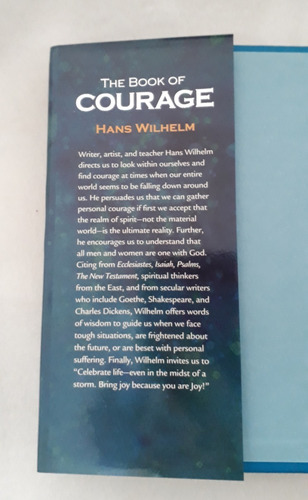 THE BOOK OF
COURAGE
HANS WILHELM
Writer, artist, and teacher Hans Wilhelm
directs us to look within ourselves and
find courage at times when our entire
world seems to be falling down around
us. He persuades us that we can gather
personal courage if first we accept that
the realm of spirit—not the material
world—is the ultimate reality. Further,
he encourages us to understand that
all men and women are one with God.
Citing from Ecclesiastes, Isaiah, Psalms,
The New Testament, spiritual thinkers
from the East, and from secular writers
who include Goethe, Shakespeare, and
Charles Dickens, Wilhelm offers words
of wisdom to guide us when we face
tough situations, are frightened about
the future, or are beset with personal
suffering. Finally, Wilhelm invites us to
"Celebrate life—even in the midst of a
storm. Bring joy because you are Joy!"